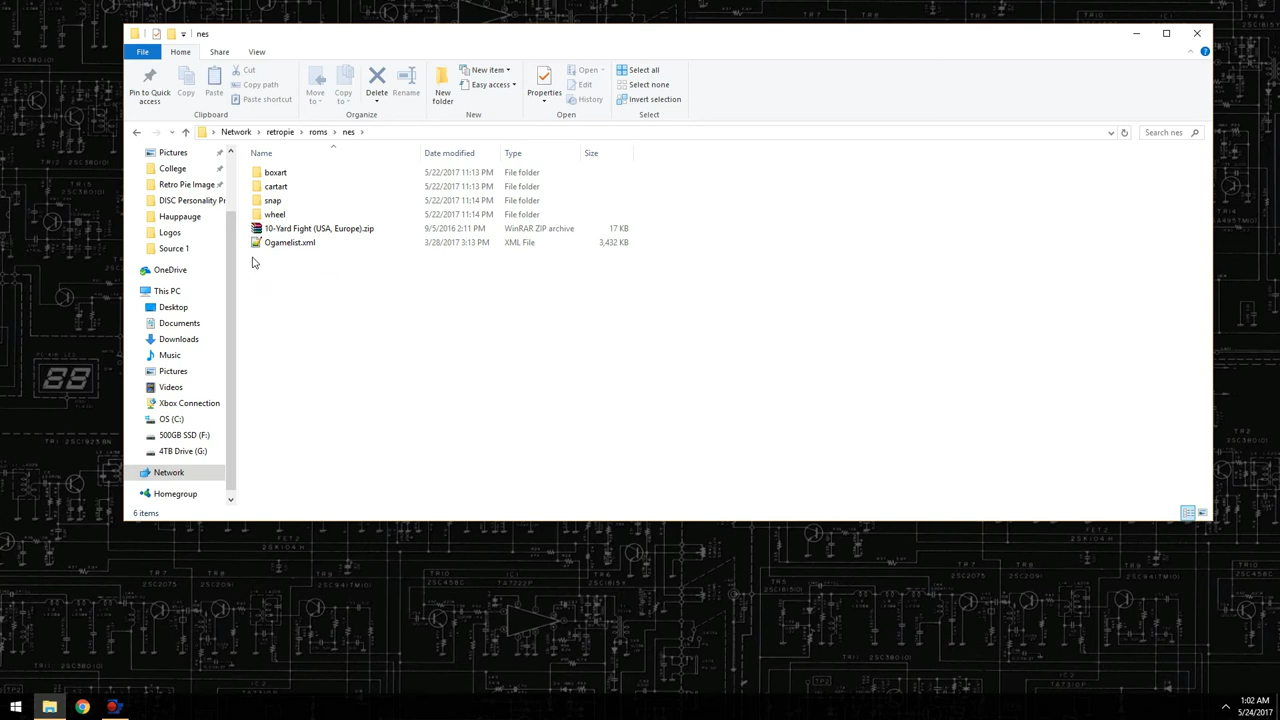 nes
File Home Share View
Pin to Quick access
Copy
Paste
Cut
Copy path
Paste shortcut
Clipboard
Move to
Copy to
Delete
Rename
Organize
New folder
New item
Easy access
New
Properties
Open
Edit
History
Open
Select all
Select none
Invert selection
Select
Network retropie roms nes
Search nes
Pictures
College
Retro Pie Image
DISC Personality Pr
Hauppauge
Logos
Source 1
OneDrive
This PC
Desktop
Documents
Downloads
Music
Pictures
Videos
Xbox Connection
OS (C:)
500GB SSD (F:)
4TB Drive (G:)
Network
Homegroup
Name Date modified Type Size
boxart 5/22/2017 11:13 PM File folder
cartart 5/22/2017 11:13 PM File folder
snap 5/22/2017 11:14 PM File folder
wheel 5/22/2017 11:14 PM File folder
10-Yard Fight (USA, Europe).zip 9/5/2016 2:11 PM WinRAR ZIP archive 17 KB
Ogamelist.xml 3/28/2017 3:13 PM XML File 3,432 KB
6 items
1:02 AM
5/24/2017